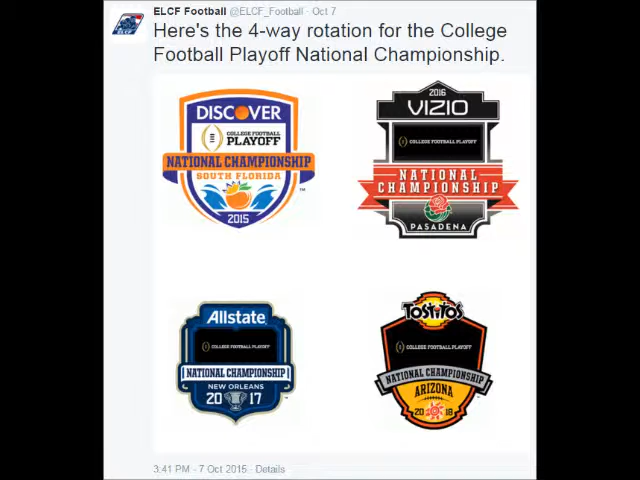 ELCF Football @ELCF_Football · Oct 7
Here's the 4-way rotation for the College
Football Playoff National Championship.
ELCF
DISCOVER
COLLEGE FOOTBALL
PLAYOFF
NATIONAL CHAMPIONSHIP
SOUTH FLORIDA
2015
TM
2016
VIZIO
COLLEGE FOOTBALL PLAYOFF
NATIONAL
CHAMPIONSHIP
PASADENA
Allstate
COLLEGE FOOTBALL PLAYOFF
NATIONAL CHAMPIONSHIP
NEW ORLEANS
20 17
TOSTITOS
COLLEGE FOOTBALL PLAYOFF
NATIONAL CHAMPIONSHIP
ARIZONA
20 18
3:41 PM - 7 Oct 2015 · Details